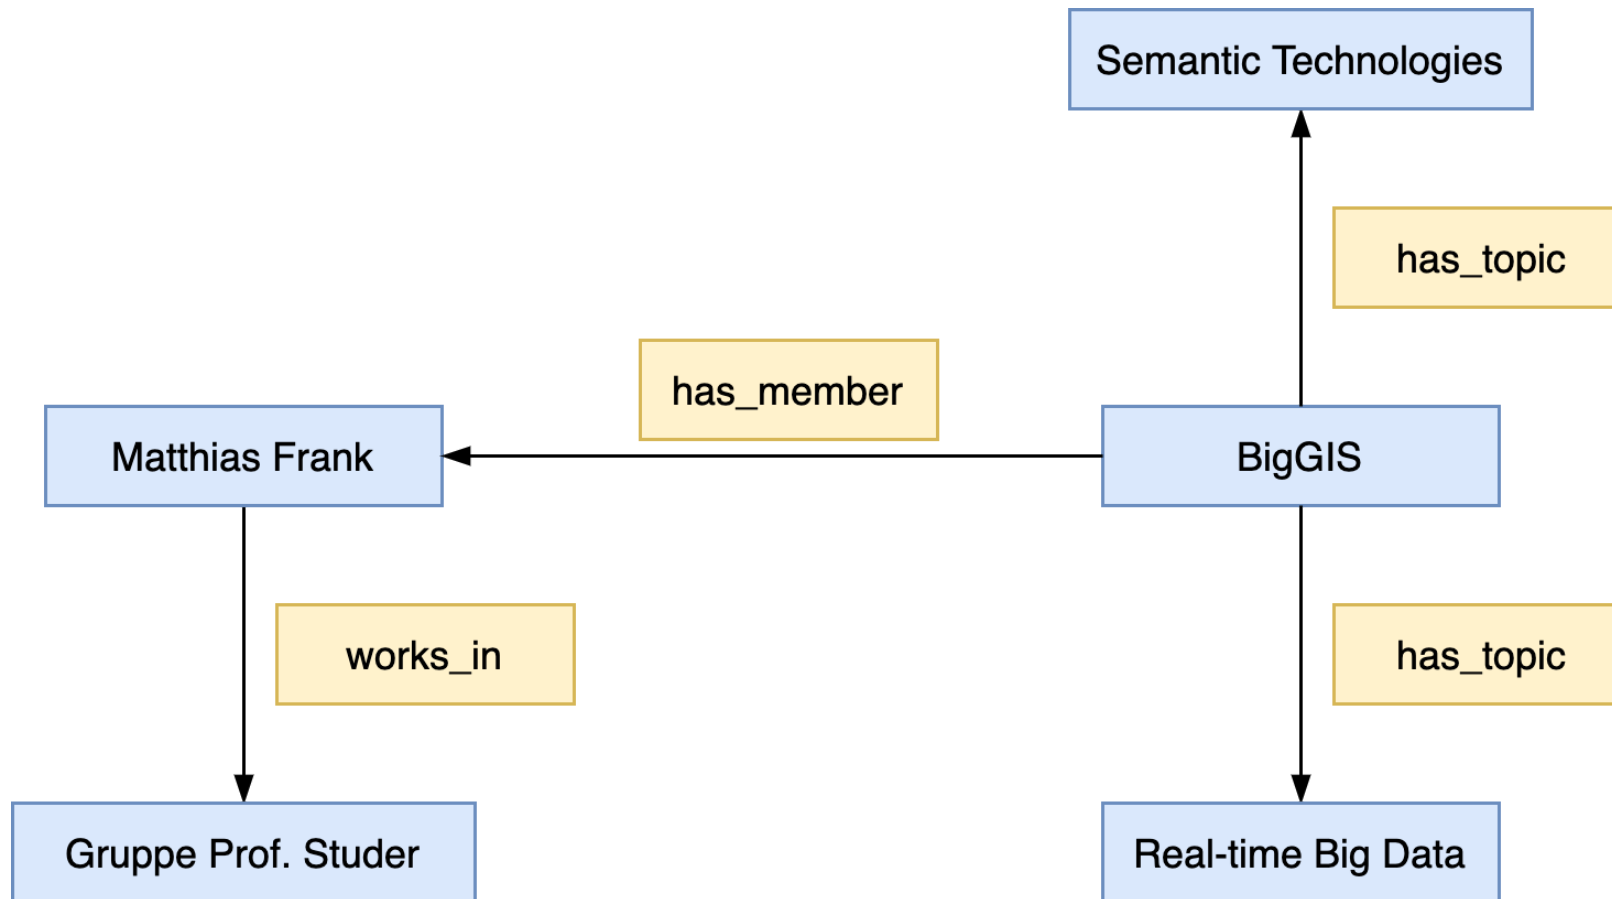 Semantic Technologies
has_topic
has_member
Matthias Frank
BigGIS
works_in
has_topic
Gruppe Prof. Studer
Real-time Big Data